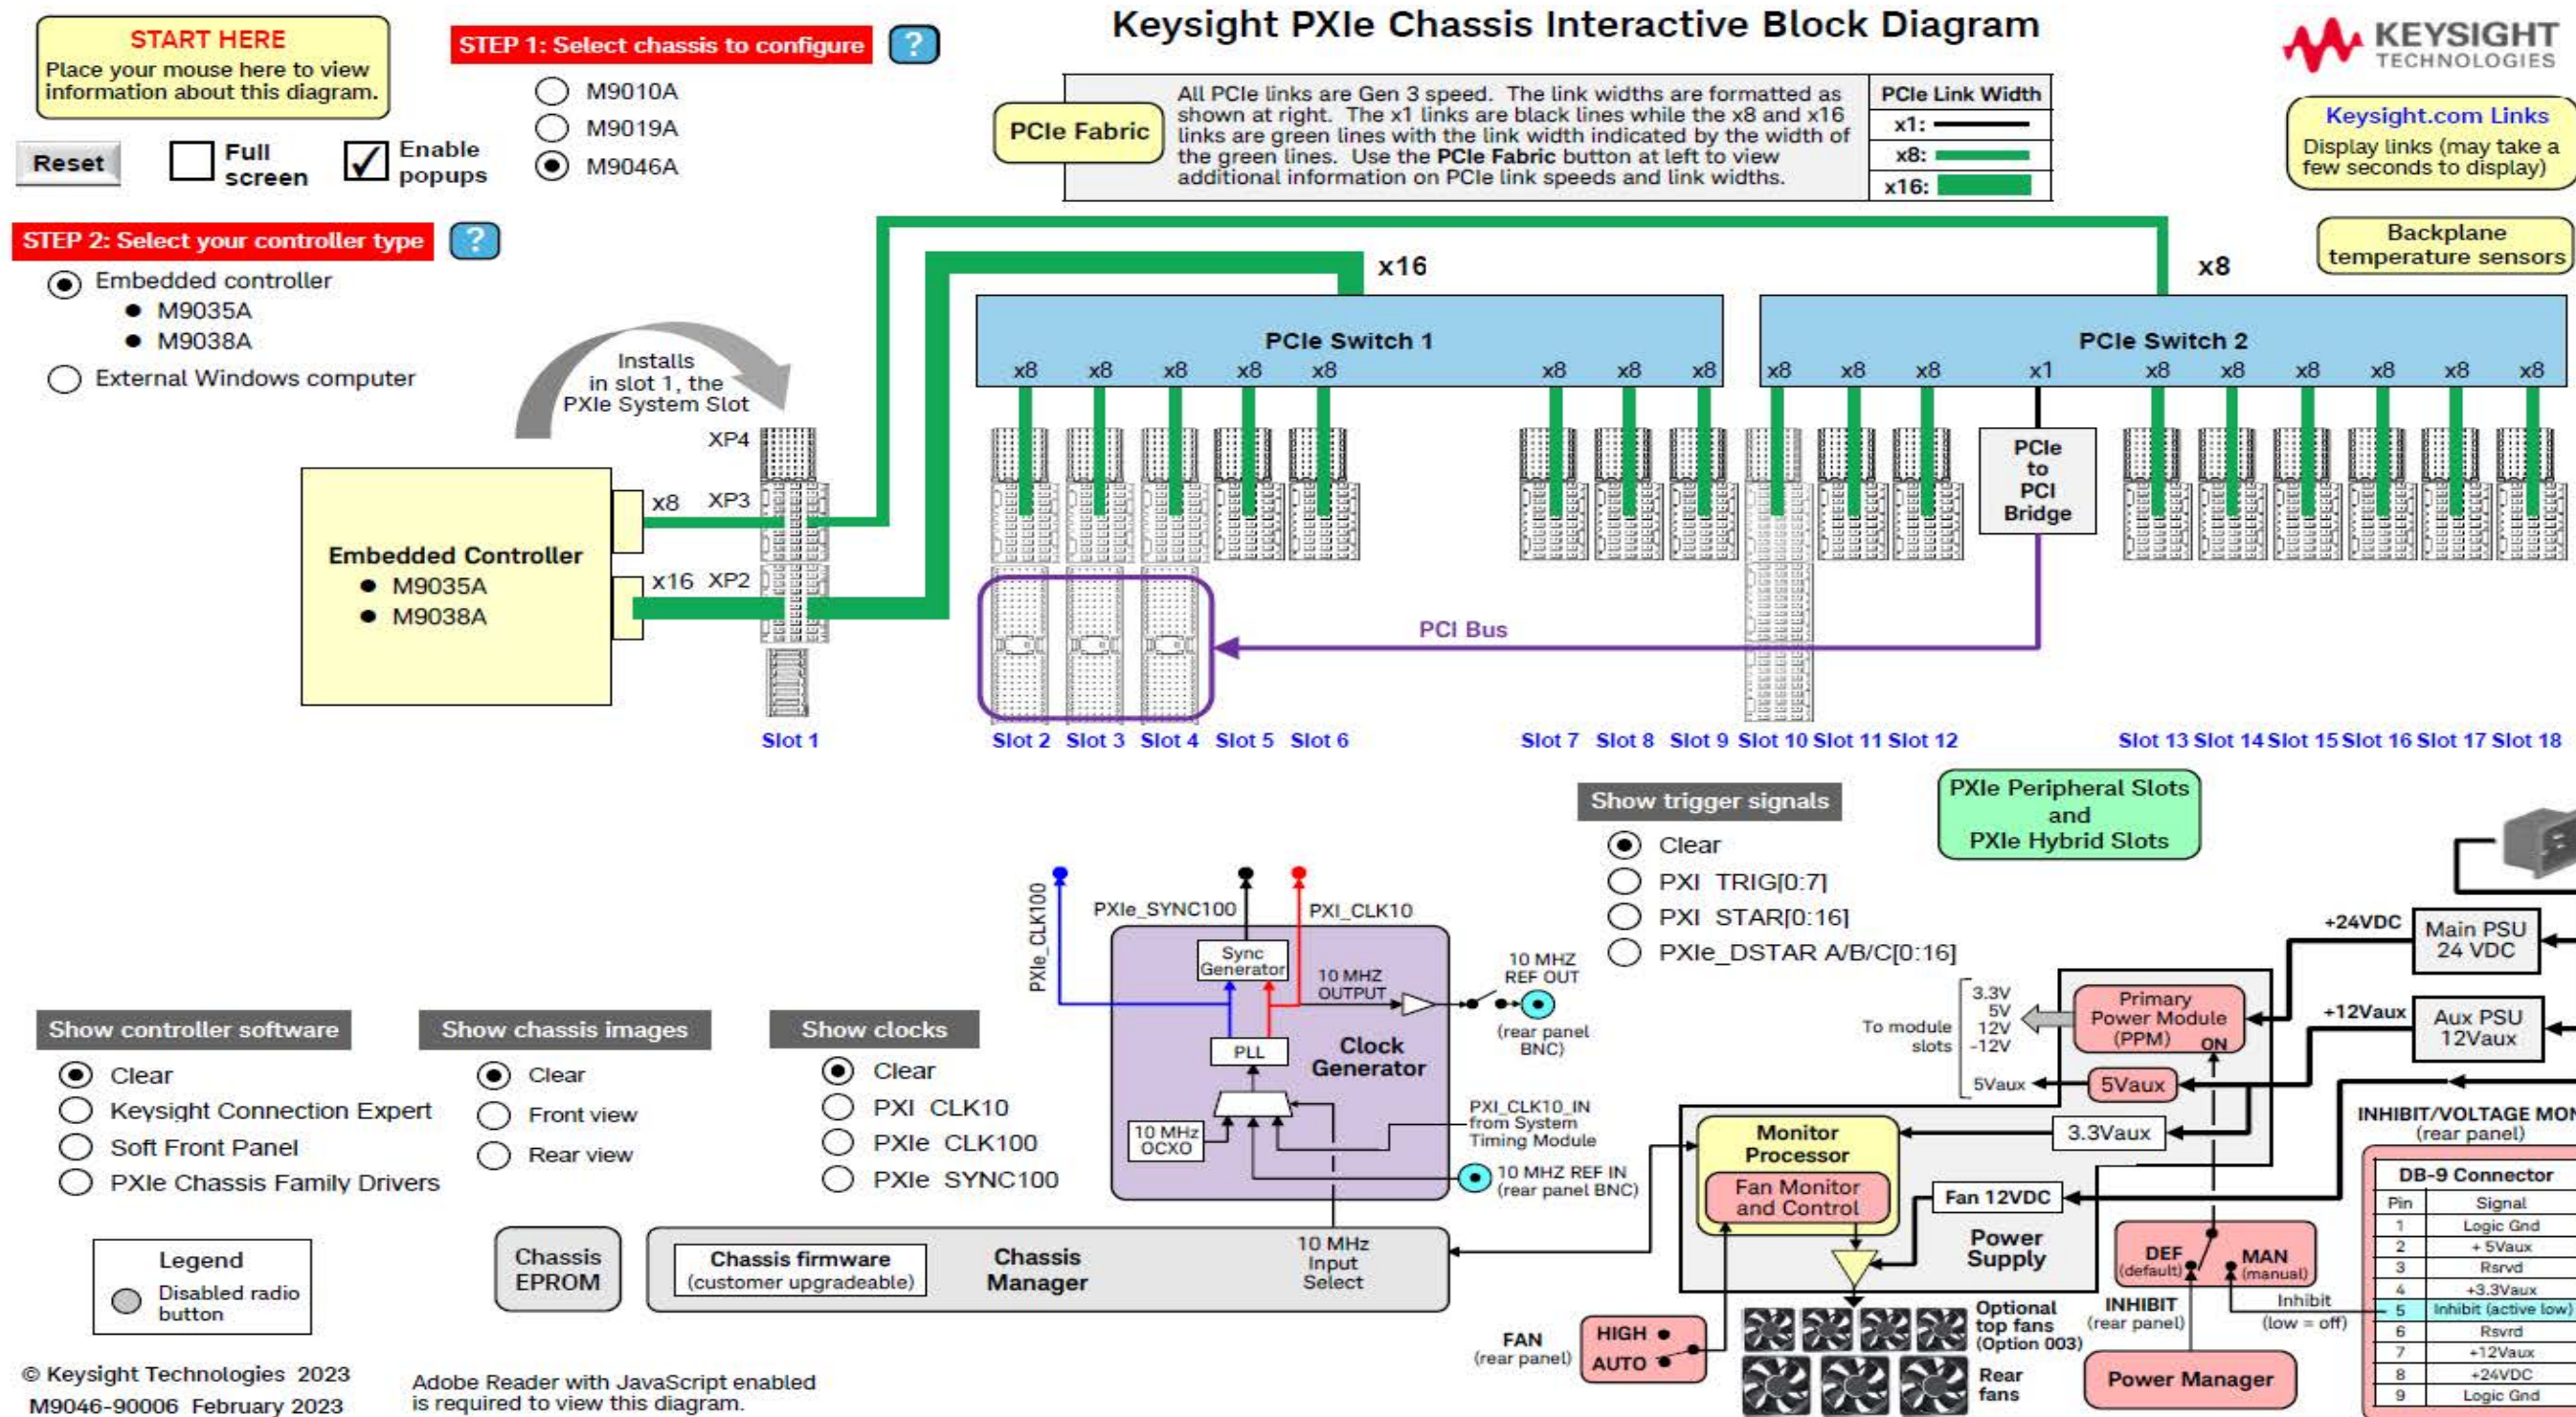 Keysight PXIe Chassis Interactive Block Diagram
START HERE
Place your mouse here to view
information about this diagram.
Reset
Full
screen
Enable
popups
STEP 1: Select chassis to configure
?
M9010A
M9019A
M9046A
PCIe Fabric
All PCIe links are Gen 3 speed. The link widths are formatted as
shown at right. The x1 links are black lines while the x8 and x16
links are green lines with the link width indicated by the width of
the green lines. Use the PCIe Fabric button at left to view
additional information on PCIe link speeds and link widths.
PCIe Link Width
x1:
x8:
x16:
KEYSIGHT
TECHNOLOGIES
Keysight.com Links
Display links (may take a
few seconds to display)
Backplane
temperature sensors
STEP 2: Select your controller type
?
Embedded controller
M9035A
M9038A
External Windows computer
Installs
in slot 1, the
PXIe System Slot
XP4
x8 XP3
x16 XP2
Embedded Controller
M9035A
M9038A
x16
x8
PCIe Switch 1
x8 x8 x8 x8 x8 x8 x8 x8
PCIe Switch 2
x8 x8 x8 x1 x8 x8 x8 x8 x8 x8
PCIe
to
PCI
Bridge
PCI Bus
Slot 1 Slot 2 Slot 3 Slot 4 Slot 5 Slot 6 Slot 7 Slot 8 Slot 9 Slot 10 Slot 11 Slot 12 Slot 13 Slot 14 Slot 15 Slot 16 Slot 17 Slot 18
Show trigger signals
Clear
PXI TRIG[0:7]
PXI STAR[0:16]
PXIe_DSTAR A/B/C[0:16]
PXIe Peripheral Slots
and
PXIe Hybrid Slots
Show controller software
Clear
Keysight Connection Expert
Soft Front Panel
PXIe Chassis Family Drivers
Show chassis images
Clear
Front view
Rear view
Show clocks
Clear
PXI CLK10
PXIe CLK100
PXIe SYNC100
PXIe_CLK100
PXIe_SYNC100
PXI_CLK10
Sync
Generator
10 MHZ
OUTPUT
10 MHZ
REF OUT
(rear panel
BNC)
PLL
Clock
Generator
10 MHz
OCXO
PXI_CLK10_IN
from System
Timing Module
10 MHZ REF IN
(rear panel BNC)
Legend
Disabled radio
button
Chassis
EPROM
Chassis firmware
(customer upgradeable)
Chassis
Manager
10 MHz
Input
Select
+24VDC
Main PSU
24 VDC
+12Vaux
Aux PSU
12Vaux
To module
slots
3.3V
5V
12V
-12V
5Vaux
Primary
Power Module
(PPM)
ON
5Vaux
3.3Vaux
Monitor
Processor
Fan Monitor
and Control
Fan 12VDC
Power
Supply
DEF
(default)
MAN
(manual)
INHIBIT
(rear panel)
Inhibit
(low = off)
Power Manager
FAN
(rear panel)
HIGH
AUTO
Optional
top fans
(Option 003)
Rear
fans
INHIBIT/VOLTAGE MON
(rear panel)
DB-9 Connector
Pin Signal
1 Logic Gnd
2 + 5Vaux
3 Rsrvd
4 +3.3Vaux
5 Inhibit (active low)
6 Rsvrd
7 +12Vaux
8 +24VDC
9 Logic Gnd
© Keysight Technologies 2023
M9046-90006 February 2023
Adobe Reader with JavaScript enabled
is required to view this diagram.